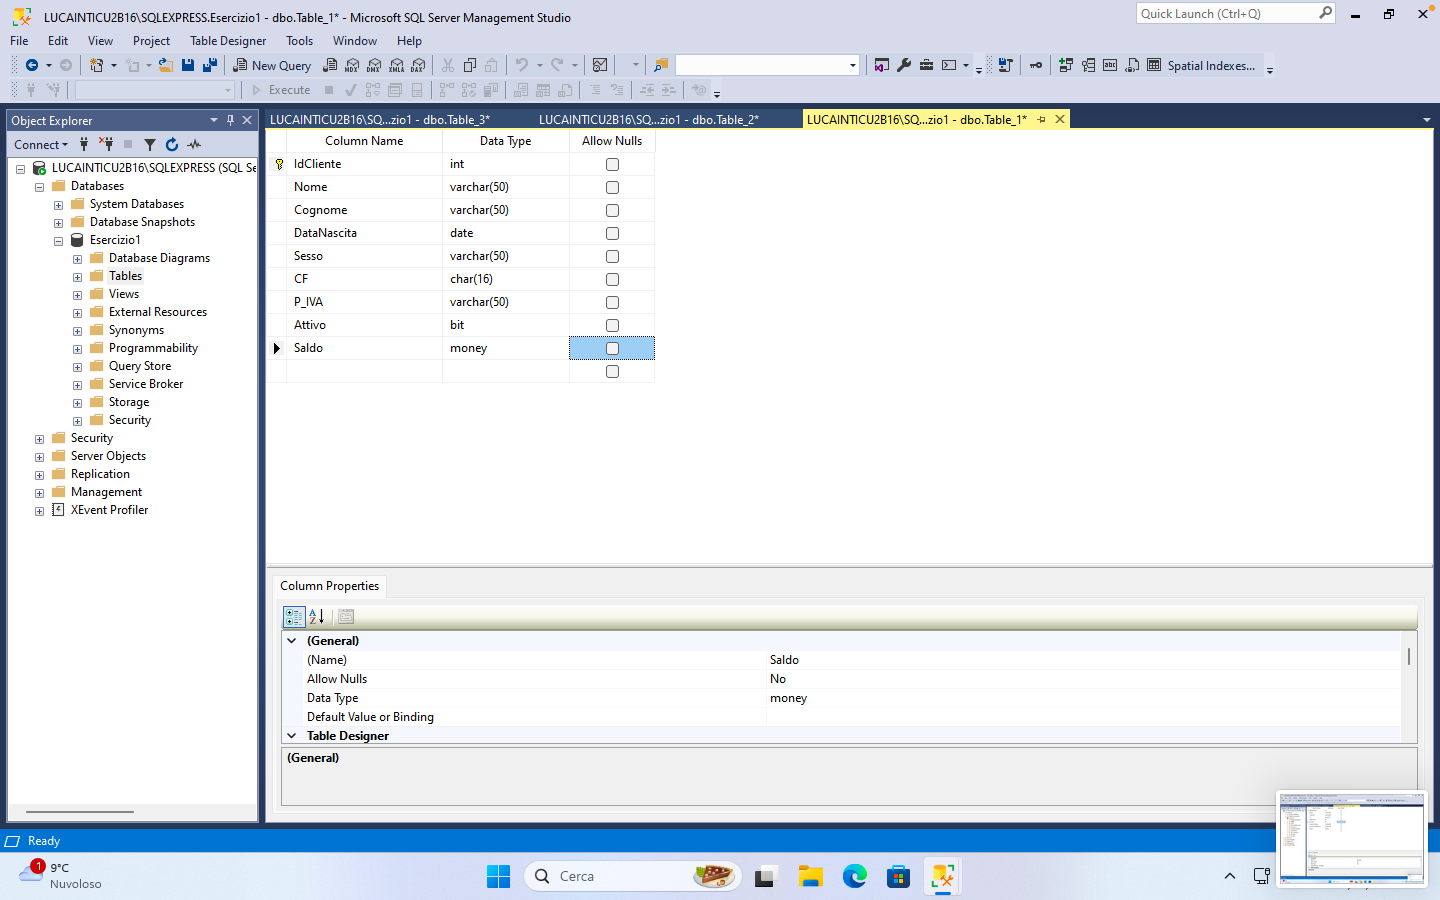 LUCAINTICU2B16\SQLEXPRESS.Esercizio1 - dbo.Table_1* - Microsoft SQL Server Management Studio
Quick Launch (Ctrl+Q)
File Edit View Project Table Designer Tools Window Help
New Query MDX DMX XMLA DAX Spatial Indexes...
Execute
Object Explorer
LUCAINTICU2B16\SQ...zio1 - dbo.Table_3* LUCAINTICU2B16\SQ...zio1 - dbo.Table_2* LUCAINTICU2B16\SQ...zio1 - dbo.Table_1*
Connect
LUCAINTICU2B16\SQLEXPRESS (SQL Se
Databases
System Databases
Database Snapshots
Esercizio1
Database Diagrams
Tables
Views
External Resources
Synonyms
Programmability
Query Store
Service Broker
Storage
Security
Security
Server Objects
Replication
Management
XEvent Profiler
Column Name Data Type Allow Nulls
IdCliente int
Nome varchar(50)
Cognome varchar(50)
DataNascita date
Sesso varchar(50)
CF char(16)
P_IVA varchar(50)
Attivo bit
Saldo money
Column Properties
(General)
(Name) Saldo
Allow Nulls No
Data Type money
Default Value or Binding
Table Designer
(General)
Ready
1
9°C
Nuvoloso
Cerca